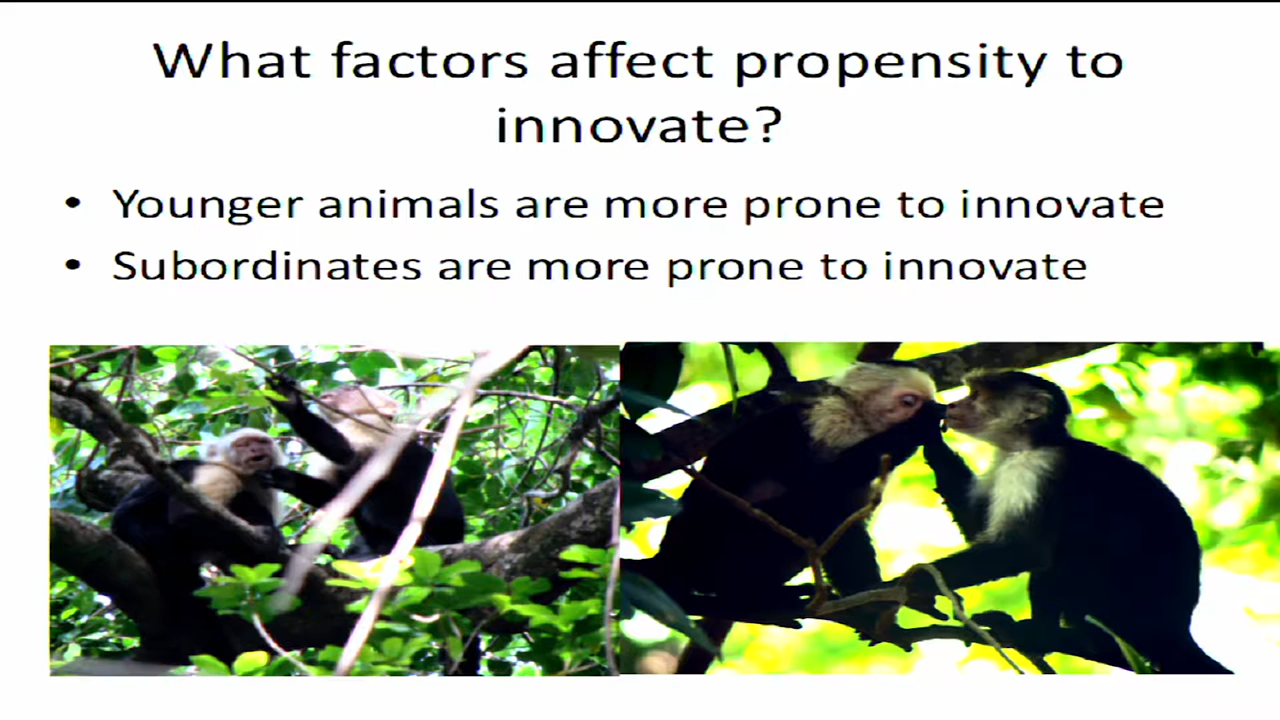 What factors affect propensity to
innovate?
• Younger animals are more prone to innovate
• Subordinates are more prone to innovate